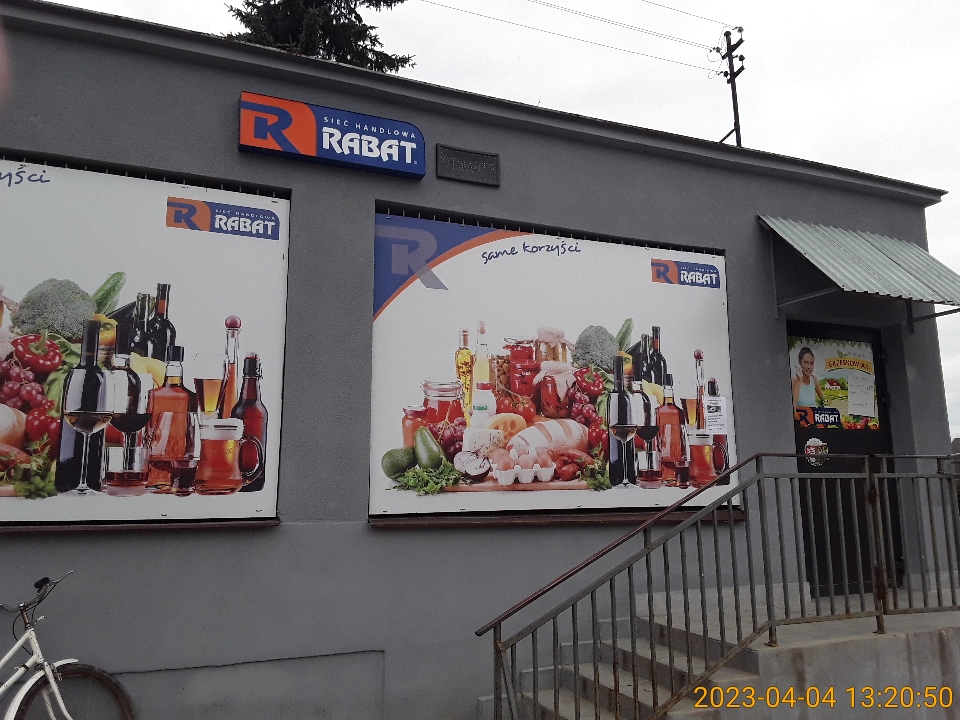 SIEĆ HANDLOWA
RABAT
yści
SIEĆ HANDLOWA
RABAT
same korzyści
SIEĆ HANDLOWA
RABAT
GRZEŚKOWIAK
RABAT
2023-04-04 13:20:50